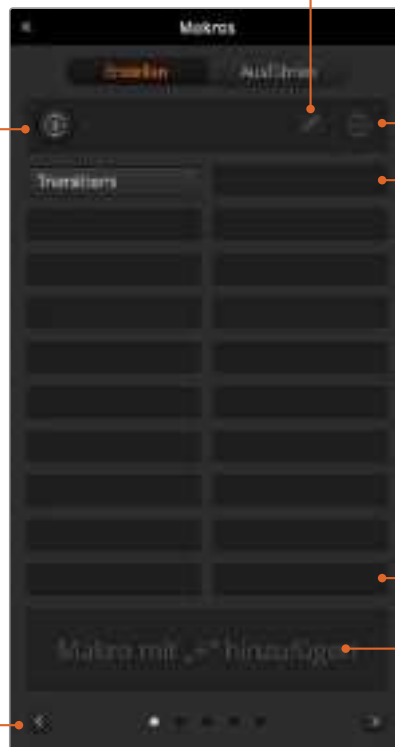 Makros
Erstellen Ausführen
Transitions
Makro mit „+“ hinzufügen